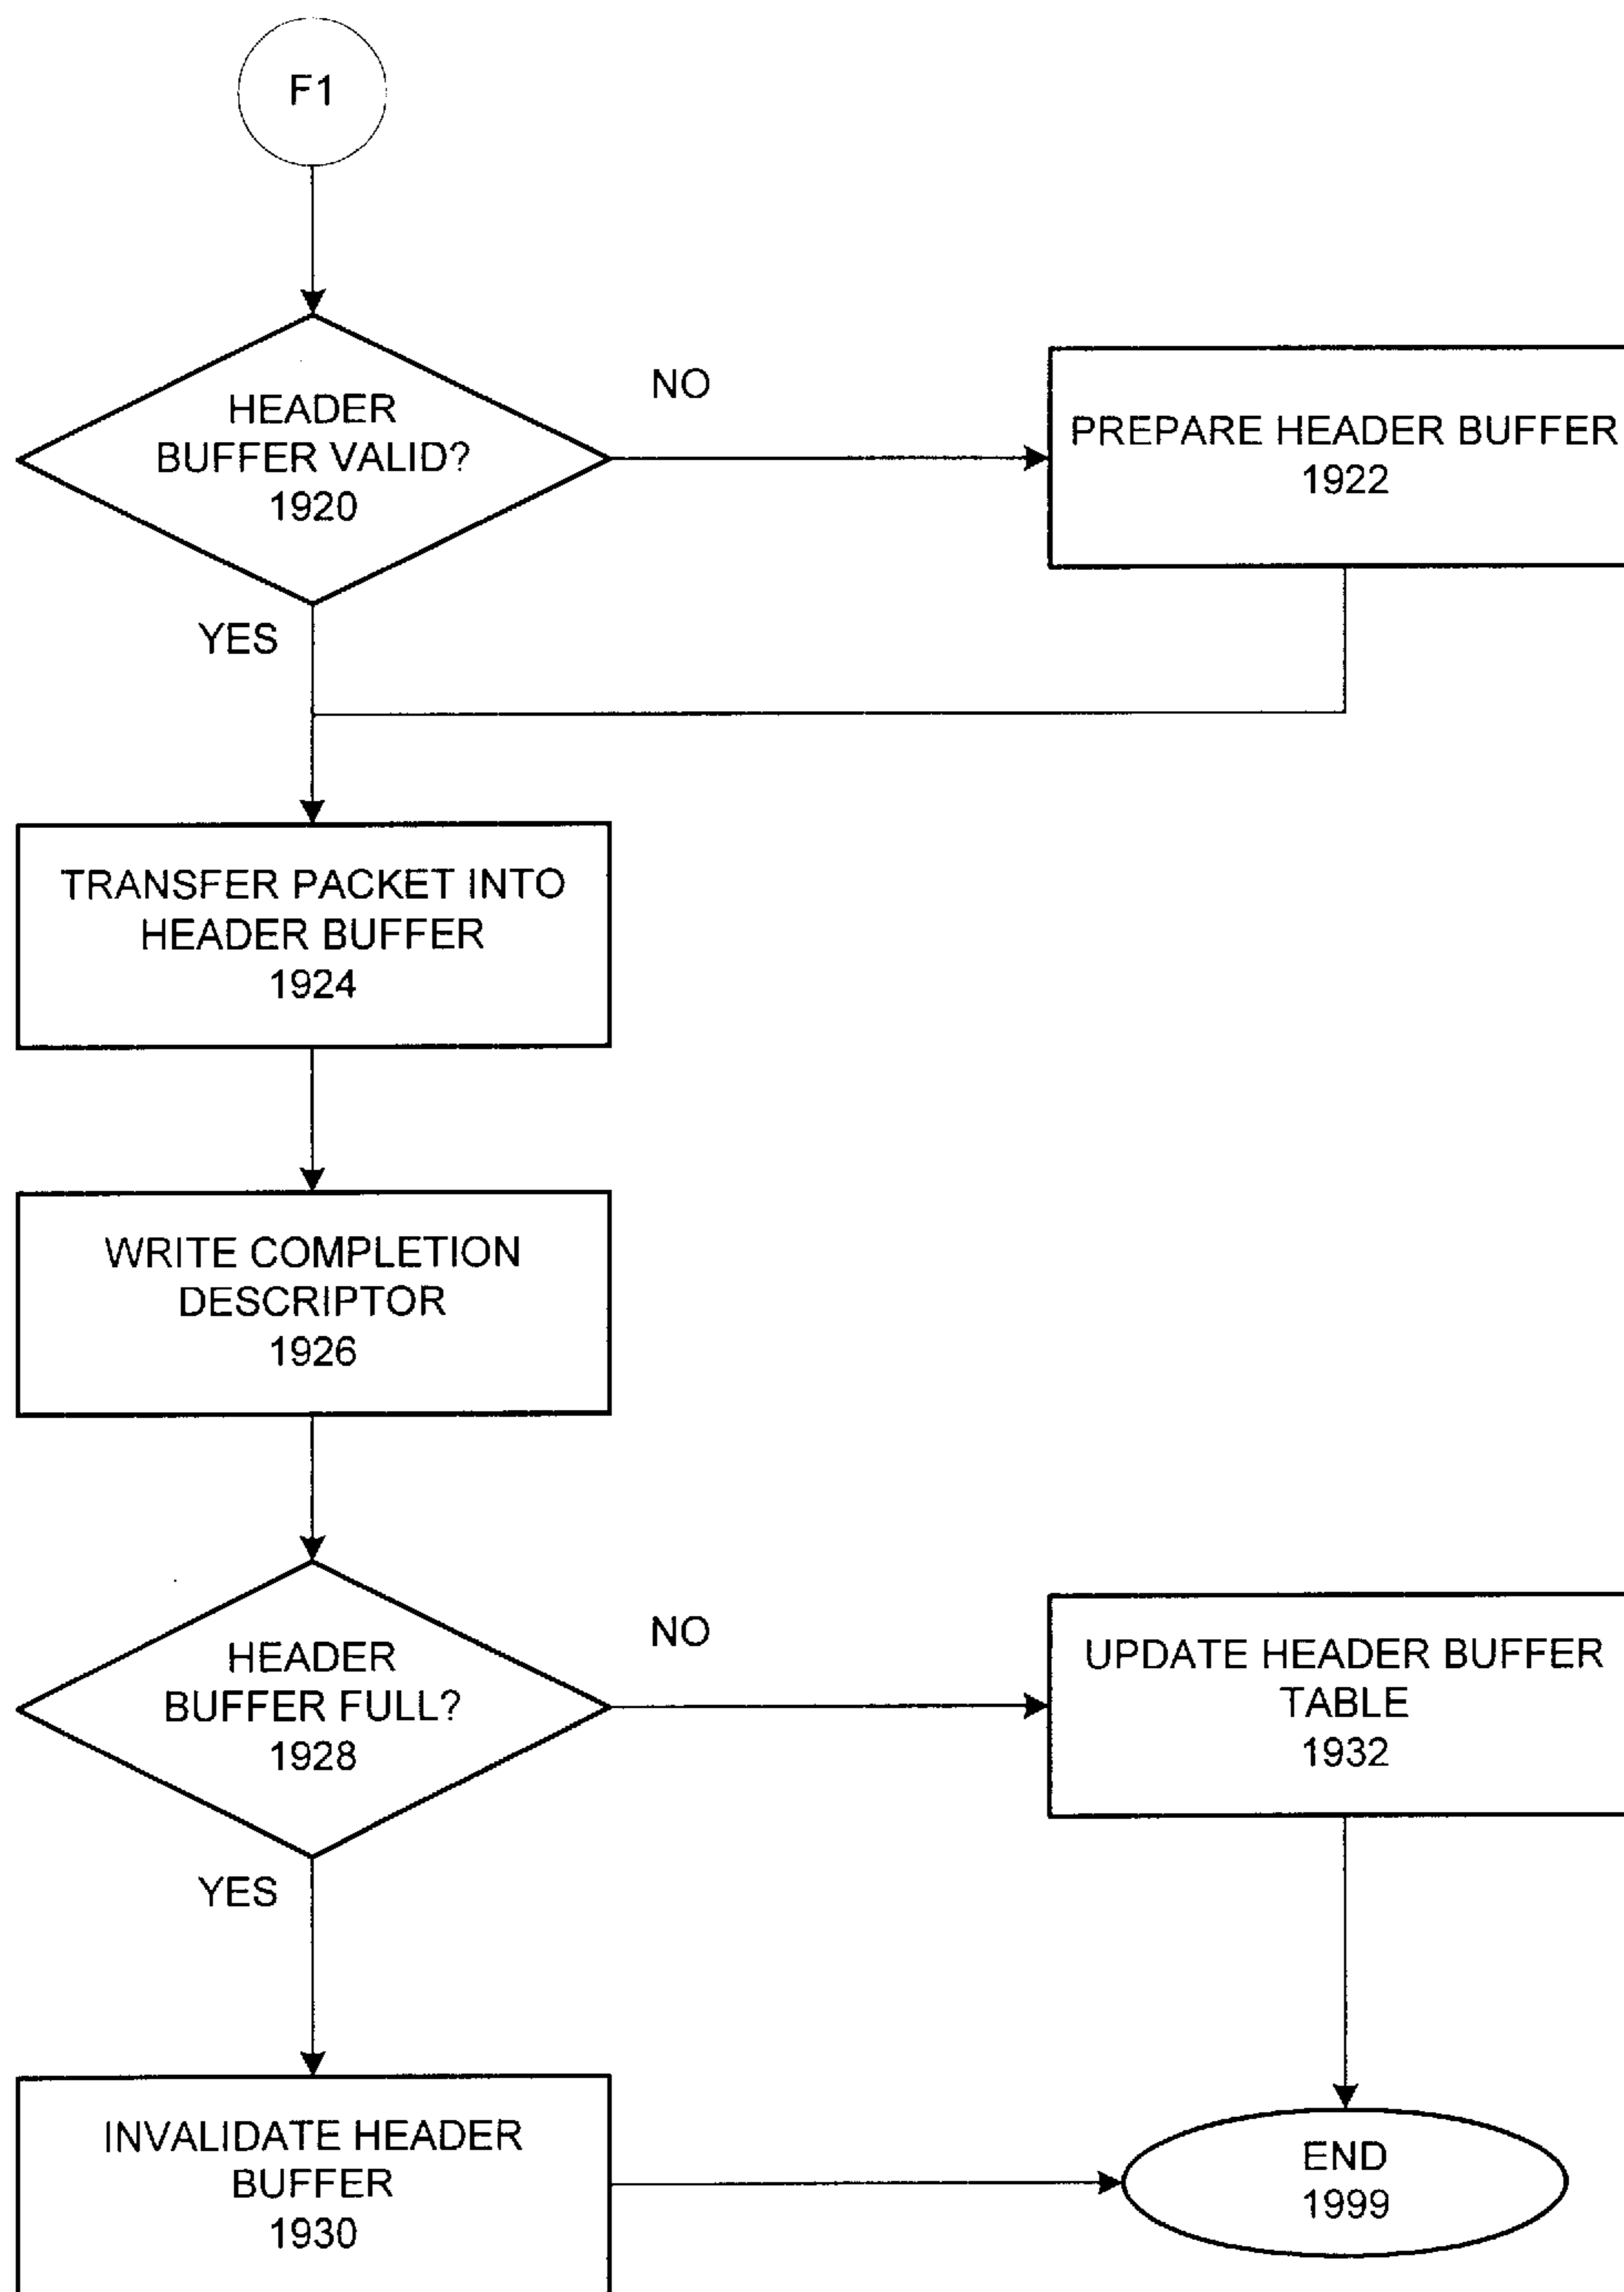 F1
HEADER
BUFFER VALID?
1920
NO
PREPARE HEADER BUFFER
1922
YES
TRANSFER PACKET INTO
HEADER BUFFER
1924
WRITE COMPLETION
DESCRIPTOR
1926
HEADER
BUFFER FULL?
1928
NO
UPDATE HEADER BUFFER
TABLE
1932
YES
INVALIDATE HEADER
BUFFER
1930
END
1999